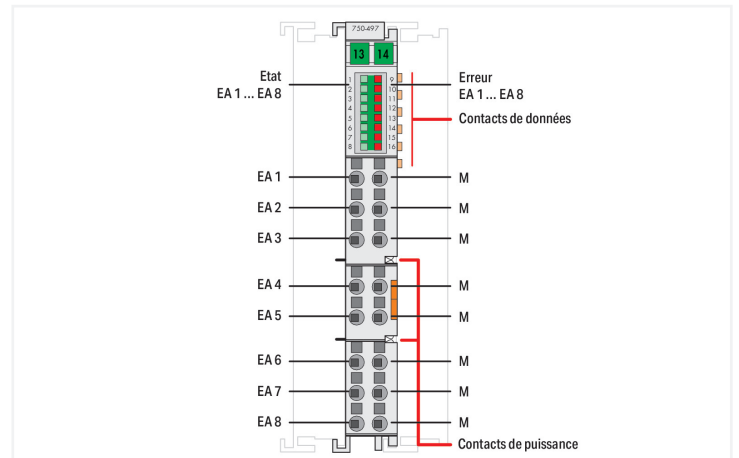 750-497
13 14
Etat
EA 1 ... EA 8
Erreur
EA 1 ... EA 8
1 9
2 10
3 11
4 12
5 13
6 14
7 15
8 16
Contacts de données
EA 1 M
EA 2 M
EA 3 M
EA 4 M
EA 5 M
EA 6 M
EA 7 M
EA 8 M
Contacts de puissance